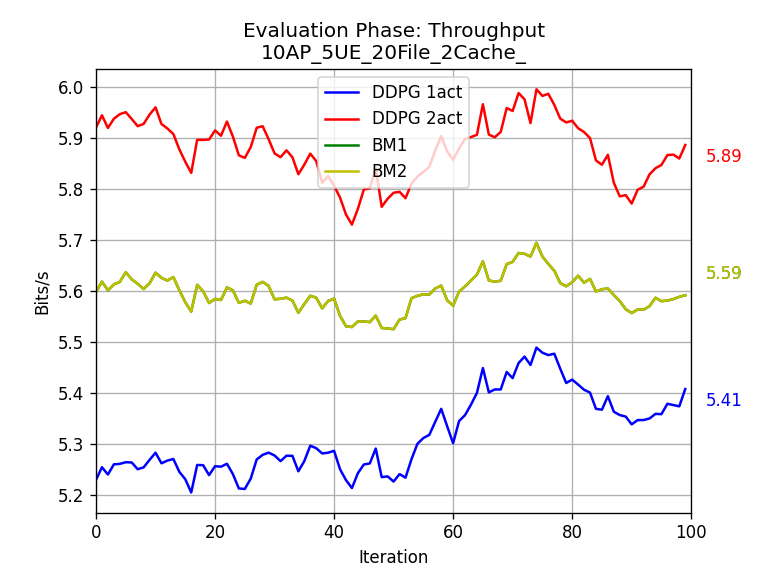 Evaluation Phase: Throughput
10AP_5UE_20File_2Cache_
DDPG 1act
DDPG 2act
BM1
BM2
6.0
5.9
5.8
5.7
5.6
5.5
5.4
5.3
5.2
Bits/s
5.89
5.59
5.41
0
20
40
60
80
100
Iteration